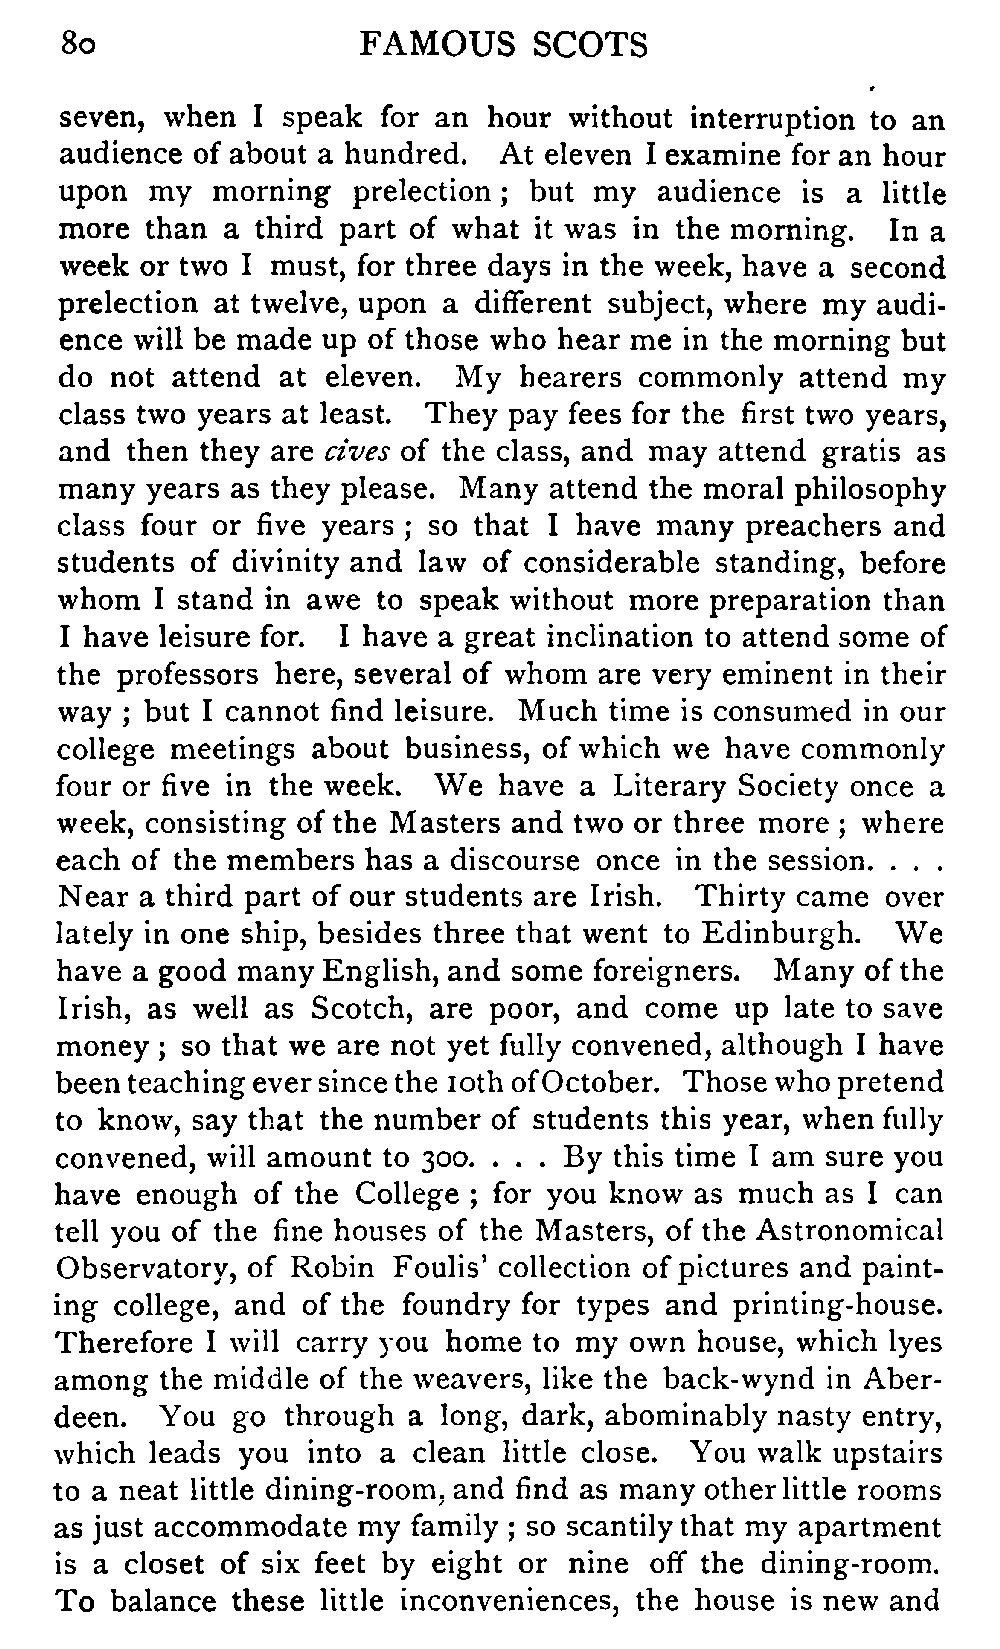 80 FAMOUS SCOTS
seven, when I speak for an hour without interruption to an
audience of about a hundred. At eleven I examine for an hour
upon my morning prelection ; but my audience is a little
more than a third part of what it was in the morning. In a
week or two I must, for three days in the week, have a second
prelection at twelve, upon a different subject, where my audi-
ence will be made up of those who hear me in the morning but
do not attend at eleven. My hearers commonly attend my
class two years at least. They pay fees for the first two years,
and then they are cives of the class, and may attend gratis as
many years as they please. Many attend the moral philosophy
class four or five years ; so that I have many preachers and
students of divinity and law of considerable standing, before
whom I stand in awe to speak without more preparation than
I have leisure for. I have a great inclination to attend some of
the professors here, several of whom are very eminent in their
way ; but I cannot find leisure. Much time is consumed in our
college meetings about business, of which we have commonly
four or five in the week. We have a Literary Society once a
week, consisting of the Masters and two or three more ; where
each of the members has a discourse once in the session. . . .
Near a third part of our students are Irish. Thirty came over
lately in one ship, besides three that went to Edinburgh. We
have a good many English, and some foreigners. Many of the
Irish, as well as Scotch, are poor, and come up late to save
money ; so that we are not yet fully convened, although I have
been teaching ever since the 10th of October. Those who pretend
to know, say that the number of students this year, when fully
convened, will amount to 300. . . . By this time I am sure you
have enough of the College ; for you know as much as I can
tell you of the fine houses of the Masters, of the Astronomical
Observatory, of Robin Foulis' collection of pictures and paint-
ing college, and of the foundry for types and printing-house.
Therefore I will carry you home to my own house, which lyes
among the middle of the weavers, like the back-wynd in Aber-
deen. You go through a long, dark, abominably nasty entry,
which leads you into a clean little close. You walk upstairs
to a neat little dining-room, and find as many other little rooms
as just accommodate my family ; so scantily that my apartment
is a closet of six feet by eight or nine off the dining-room.
To balance these little inconveniences, the house is new and